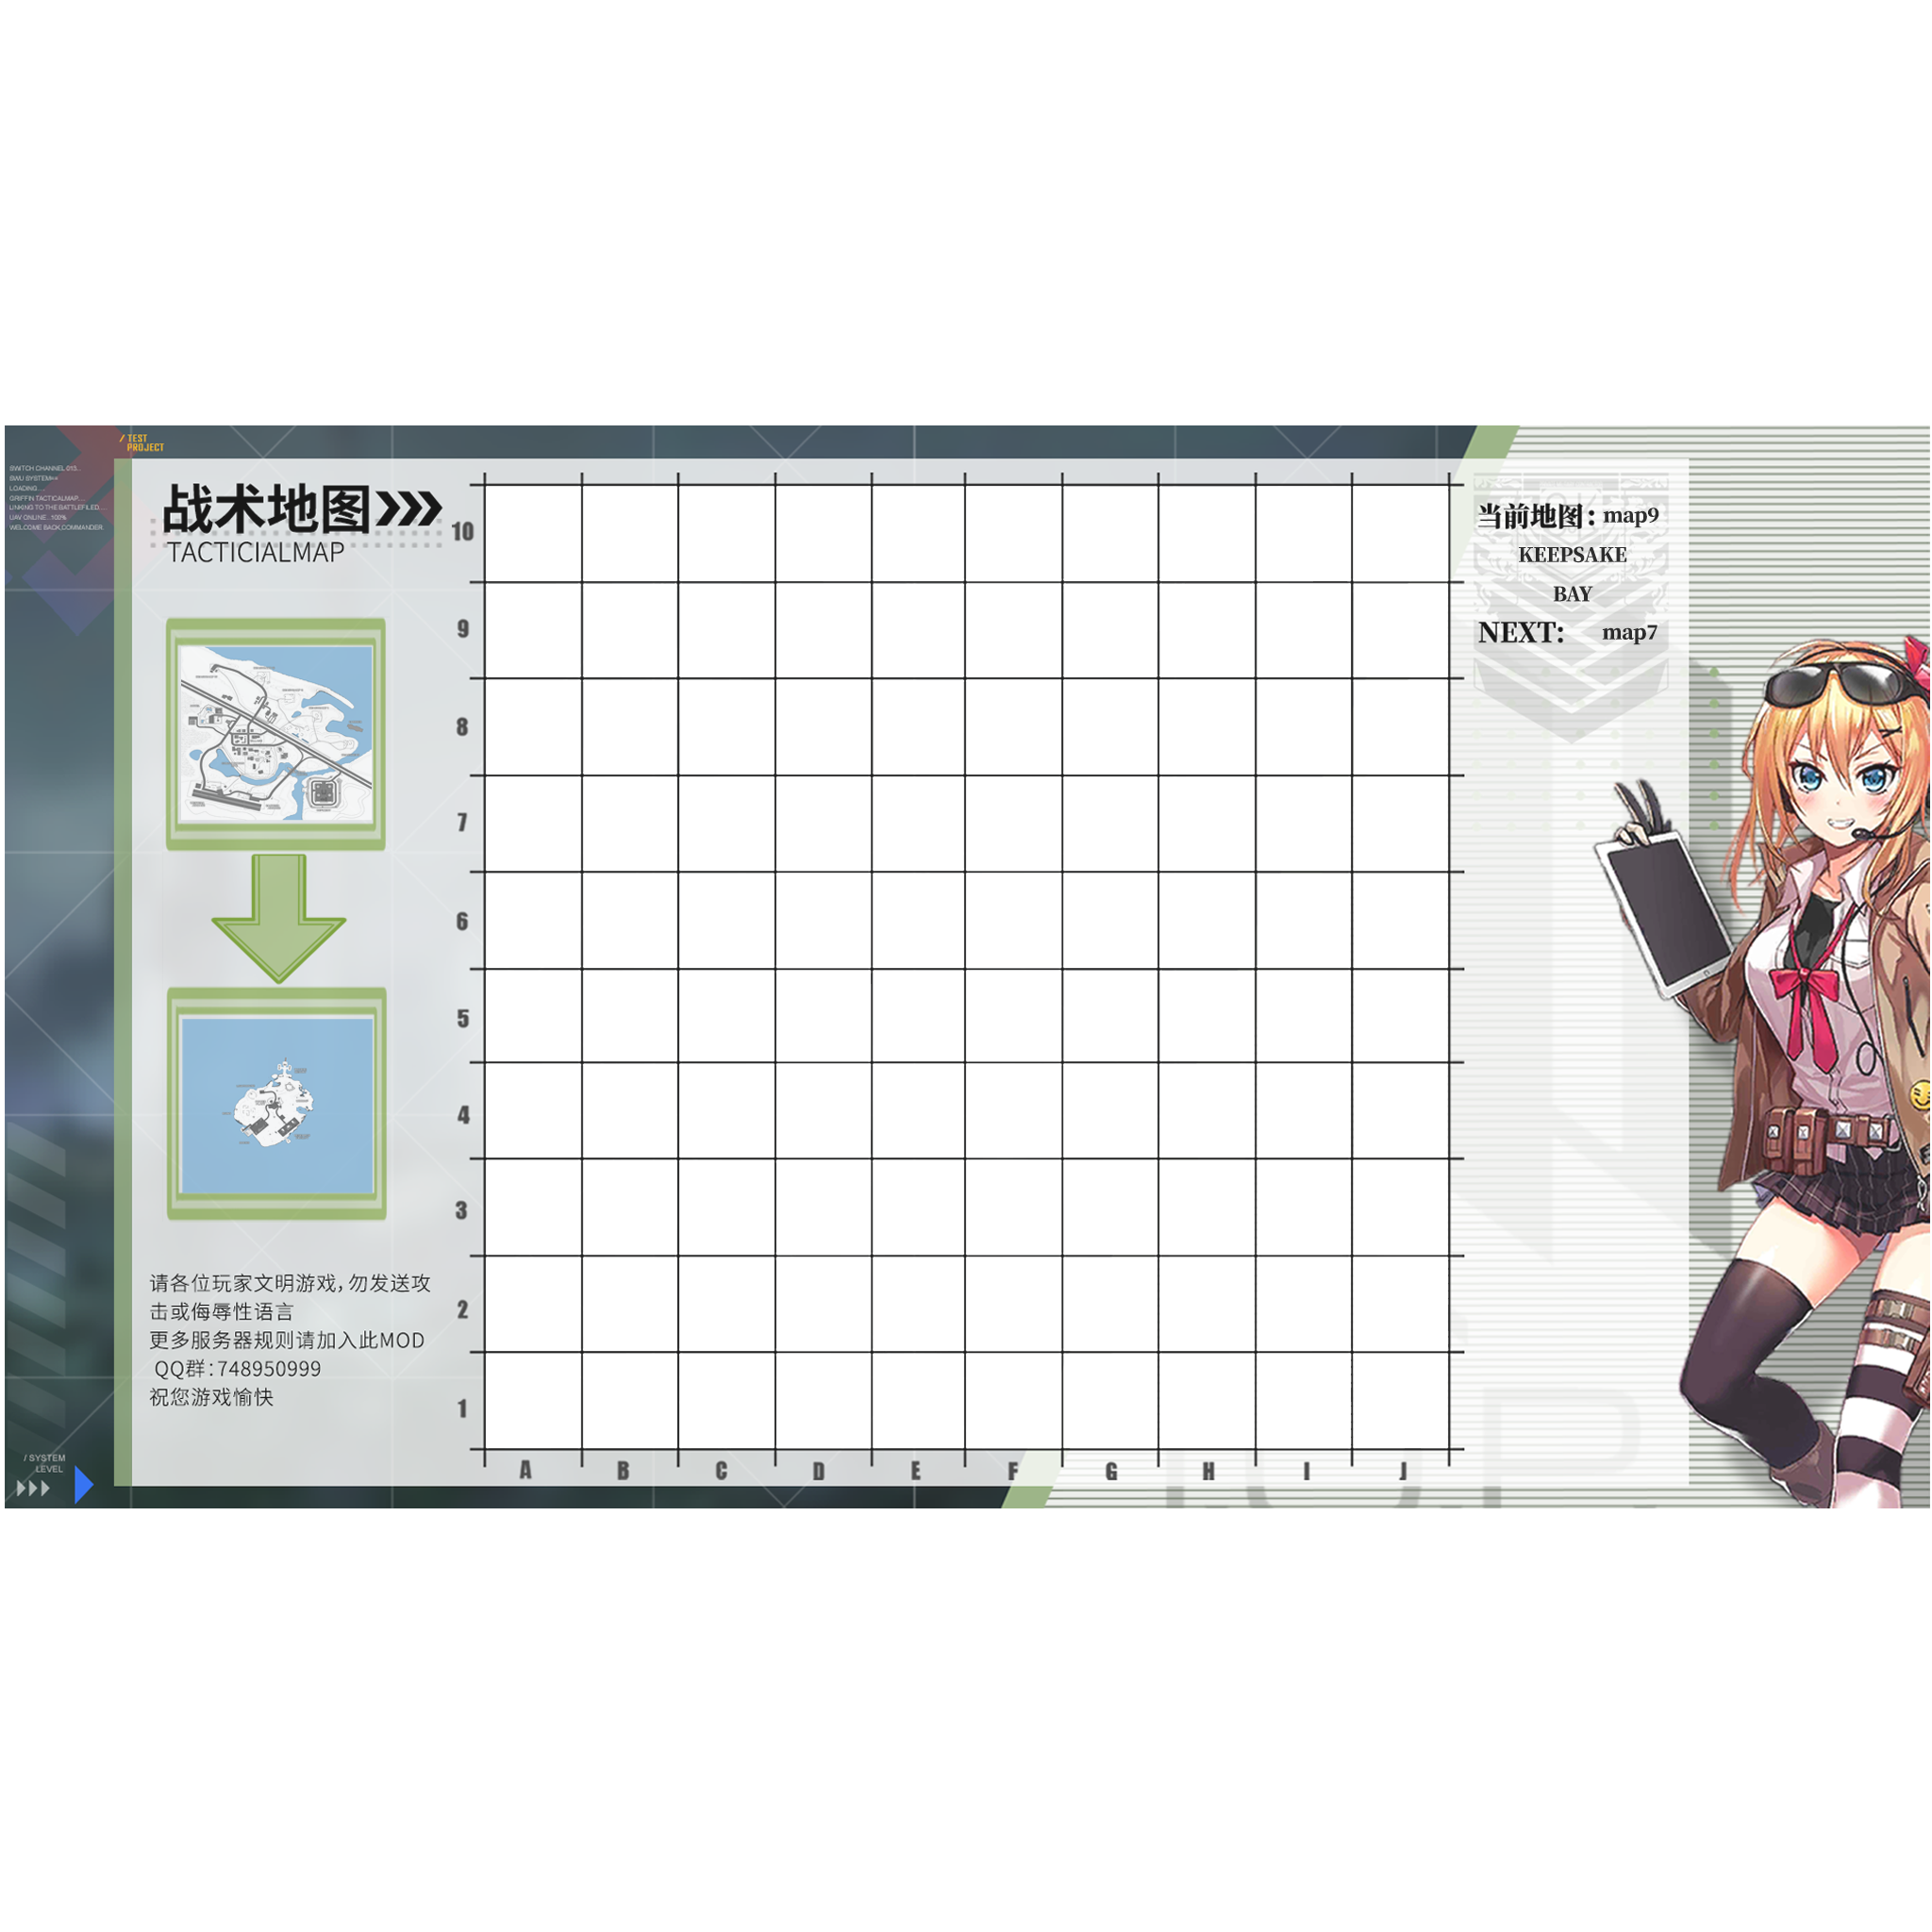 / TEST
PROJECT
SWITCH CHANNEL 015...
SWU SYSTEM>>
LOADING.....
GRIFFIN TACTICALMAP.....
LINKING TO THE BATTLEFILED.....
UAV ONLINE...100%
WELCOME BACK,COMMANDER.
战术地图
TACTICIALMAP
请各位玩家文明游戏，勿发送攻
击或侮辱性语言
更多服务器规则请加入此MOD
QQ群：748950999
祝您游戏愉快
/ SYSTEM
LEVEL
10
9
8
7
6
5
4
3
2
1
A B C D E F G H I J
当前地图：map9
KEEPSAKE
BAY
NEXT: map7